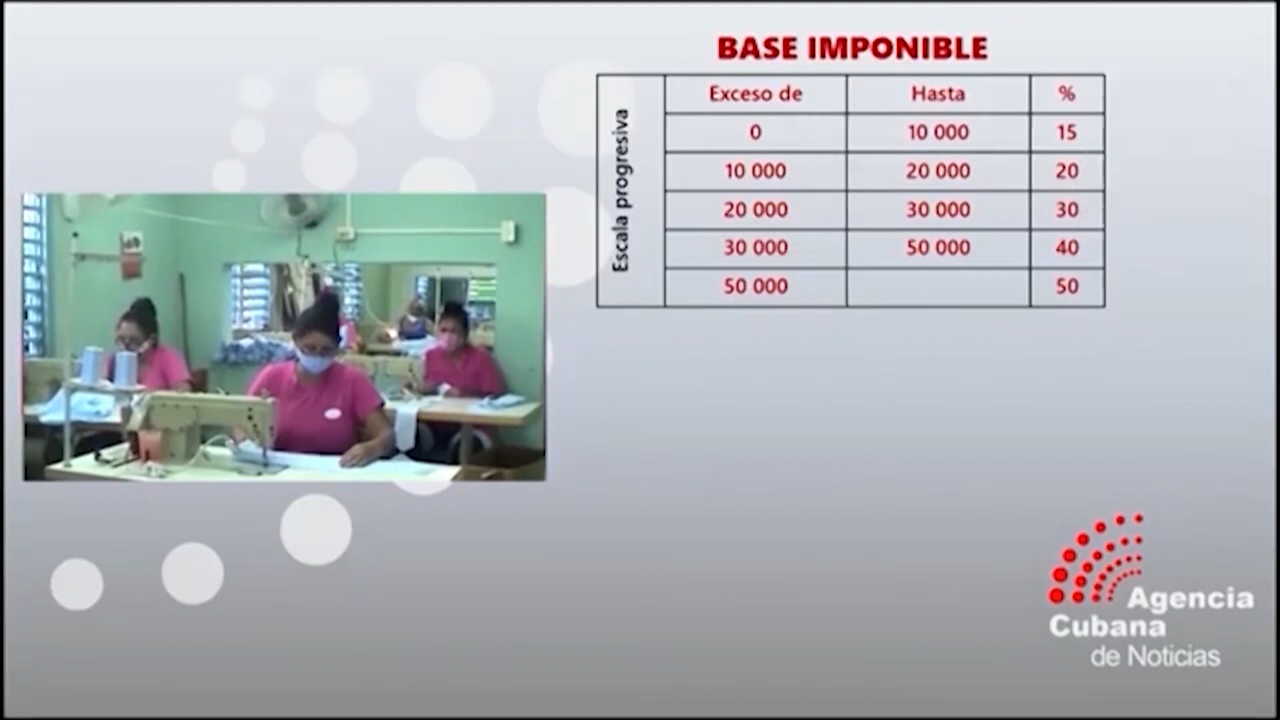 BASE IMPONIBLE
Escala progresiva
Exceso de Hasta %
0 10 000 15
10 000 20 000 20
20 000 30 000 30
30 000 50 000 40
50 000 50
Agencia
Cubana
de Noticias